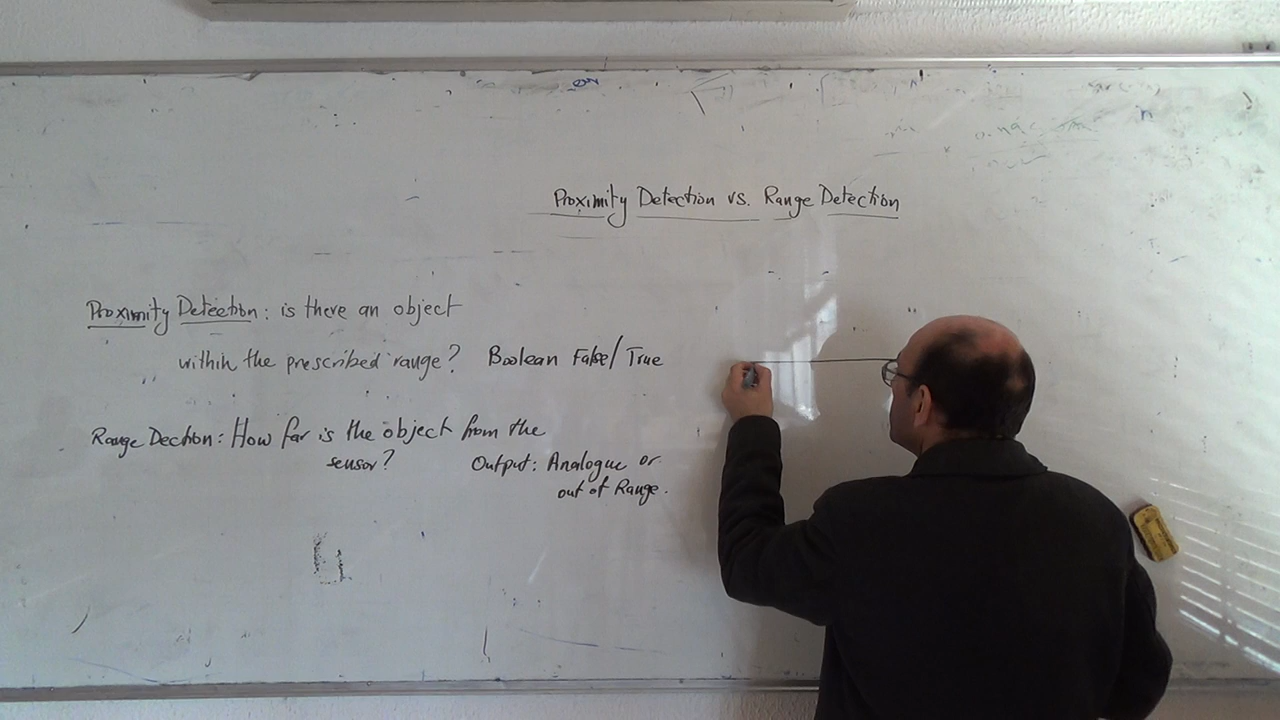 Proximity Detection vs. Range Detection
Proximity Detection: is there an object
within the prescribed range? Boolean False/True
Range Dection: How far is the object from the
sensor? Output: Analogue or
out of Range.